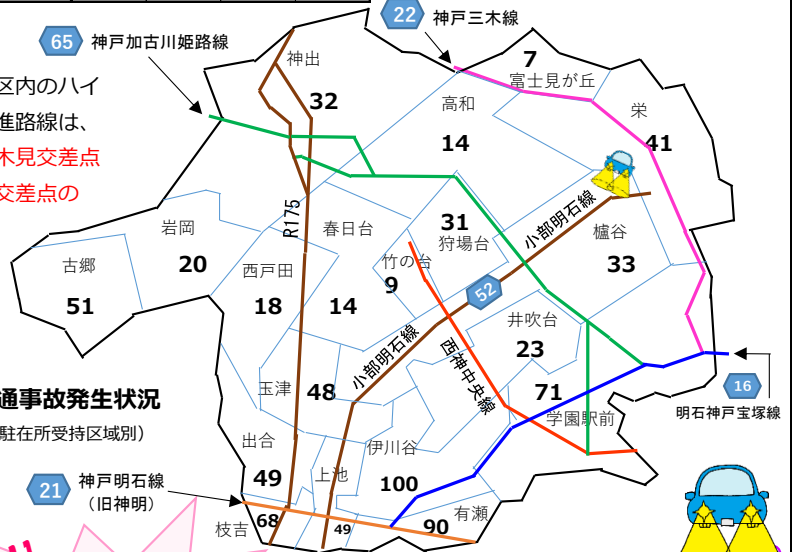 22 神戸三木線
65 神戸加古川姫路線
区内のハイ
進路線は、
木見交差点
交差点の
神出
32
7
富士見が丘
高和
14
栄
41
R175
岩岡
20
古郷
51
西戸田
18
春日台
14
31
狩場台
竹の台
9
小部明石線
櫨谷
33
52
井吹台
23
小部明石線
西神中央線
71
学園駅前
16
明石神戸宝塚線
玉津
48
通事故発生状況
駐在所受持区域別）
出合
49
伊川谷
100
上池
49
21 神戸明石線
（旧神明）
枝吉
68
有瀬
90